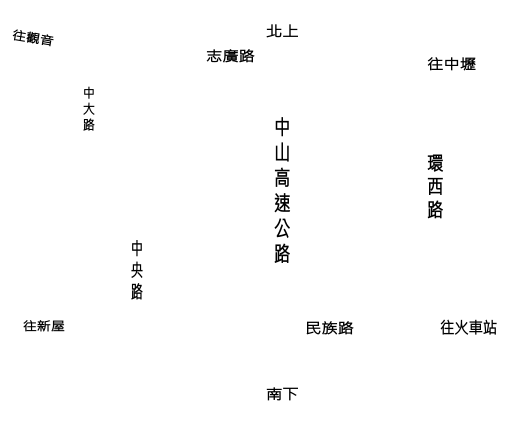 北上
往觀音
志廣路
往中壢
中大路
中山高速公路
環西路
中央路
往新屋
民族路
往火車站
南下